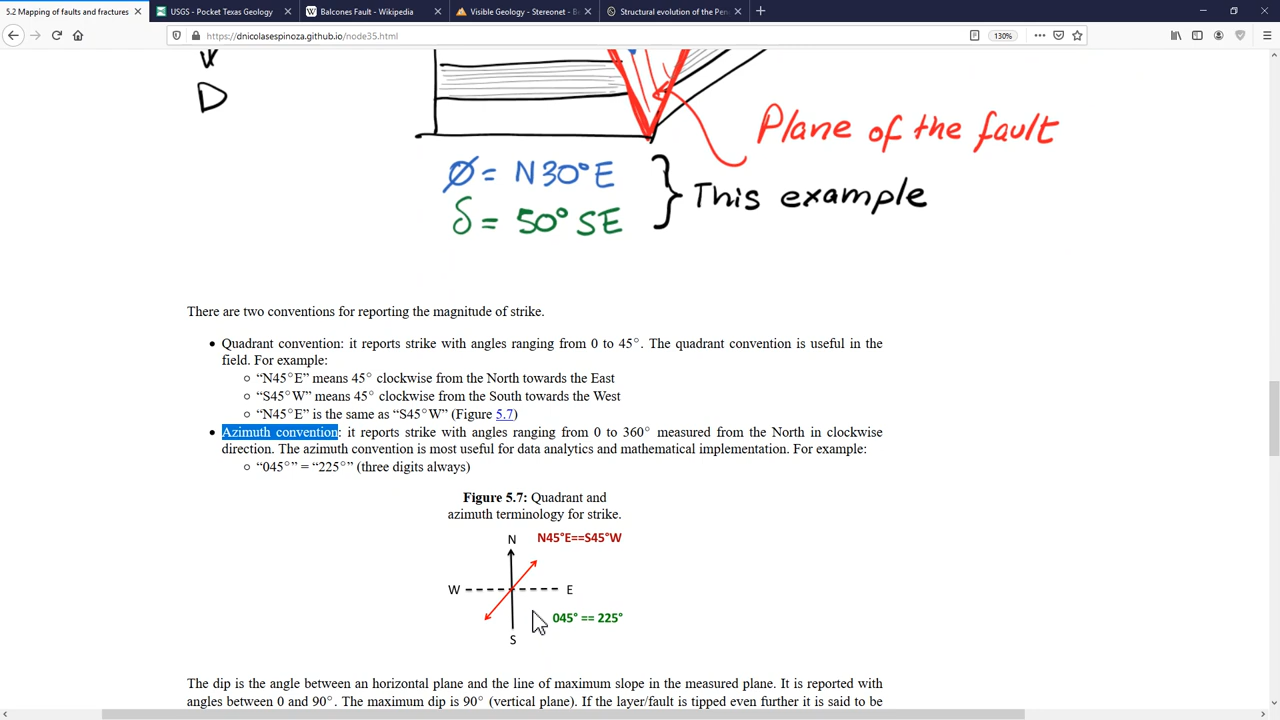 5.2 Mapping of faults and fractures
USGS - Pocket Texas Geology
Balcones Fault - Wikipedia
Visible Geology - Stereonet - B
Structural evolution of the Pen
https://dnicolasespinoza.github.io/node35.html
130%
D
Plane of the fault
∅ = N 30° E
δ = 50° SE
This example
There are two conventions for reporting the magnitude of strike.
Quadrant convention: it reports strike with angles ranging from 0 to 45°. The quadrant convention is useful in the
field. For example:
“N45°E” means 45° clockwise from the North towards the East
“S45°W” means 45° clockwise from the South towards the West
“N45°E” is the same as “S45°W” (Figure 5.7)
Azimuth convention: it reports strike with angles ranging from 0 to 360° measured from the North in clockwise
direction. The azimuth convention is most useful for data analytics and mathematical implementation. For example:
“045°” = “225°” (three digits always)
Figure 5.7: Quadrant and
azimuth terminology for strike.
N
N45°E==S45°W
W
E
045° == 225°
S
The dip is the angle between an horizontal plane and the line of maximum slope in the measured plane. It is reported with
angles between 0 and 90°. The maximum dip is 90° (vertical plane). If the layer/fault is tipped even further it is said to be